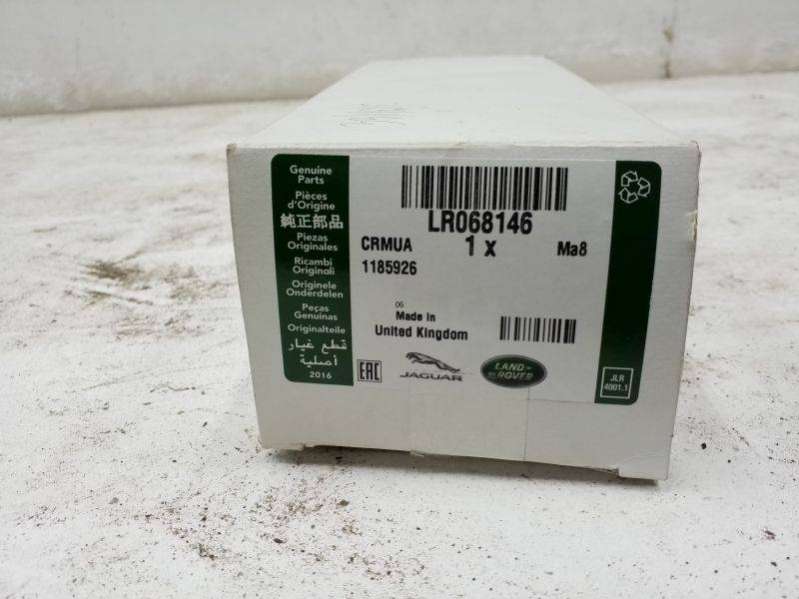 Genuine
Parts
Pièces
d'Origine
純正部品
Piezas
Originales
Ricambi
Originali
Originele
Onderdelen
Peças
Genuinas
Originalteile
قطع غيار
أصلية
2016
LR068146
CRMUA
1 x
Ma8
1185926
06
Made in
United Kingdom
EAC
JAGUAR
LAND-
ROVER
JLR
4001.1